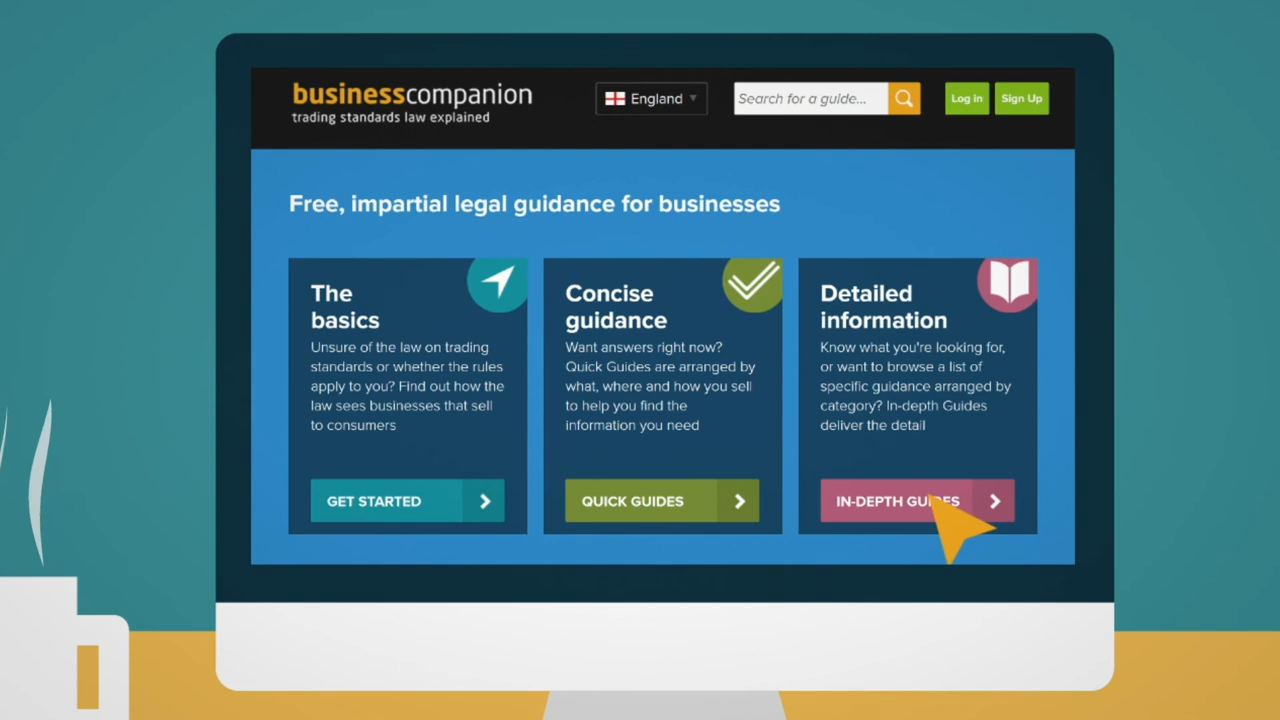 businesscompanion
trading standards law explained
England
Search for a guide...
Log in
Sign Up
Free, impartial legal guidance for businesses
The
basics
Unsure of the law on trading
standards or whether the rules
apply to you? Find out how the
law sees businesses that sell
to consumers
GET STARTED
Concise
guidance
Want answers right now?
Quick Guides are arranged by
what, where and how you sell
to help you find the
information you need
QUICK GUIDES
Detailed
information
Know what you're looking for,
or want to browse a list of
specific guidance arranged by
category? In-depth Guides
deliver the detail
IN-DEPTH GUIDES